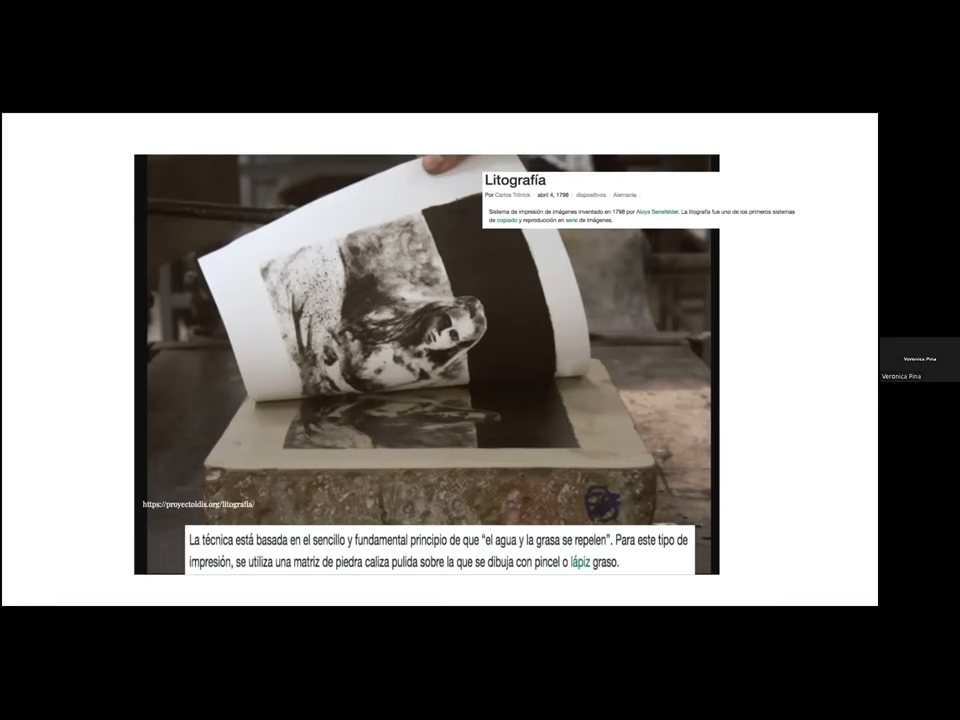 Litografía
Por Carlos Trilnick abril 4, 1798 dispositivos Alemania
Sistema de impresión de imágenes inventado en 1798 por Aloys Senefelder. La litografía fue uno de los primeros sistemas
de copiado y reproducción en serie de imágenes.
Veronica Pina
Veronica Pina
https://proyectoidis.org/litografia/
La técnica está basada en el sencillo y fundamental principio de que “el agua y la grasa se repelen”. Para este tipo de
impresión, se utiliza una matriz de piedra caliza pulida sobre la que se dibuja con pincel o lápiz graso.